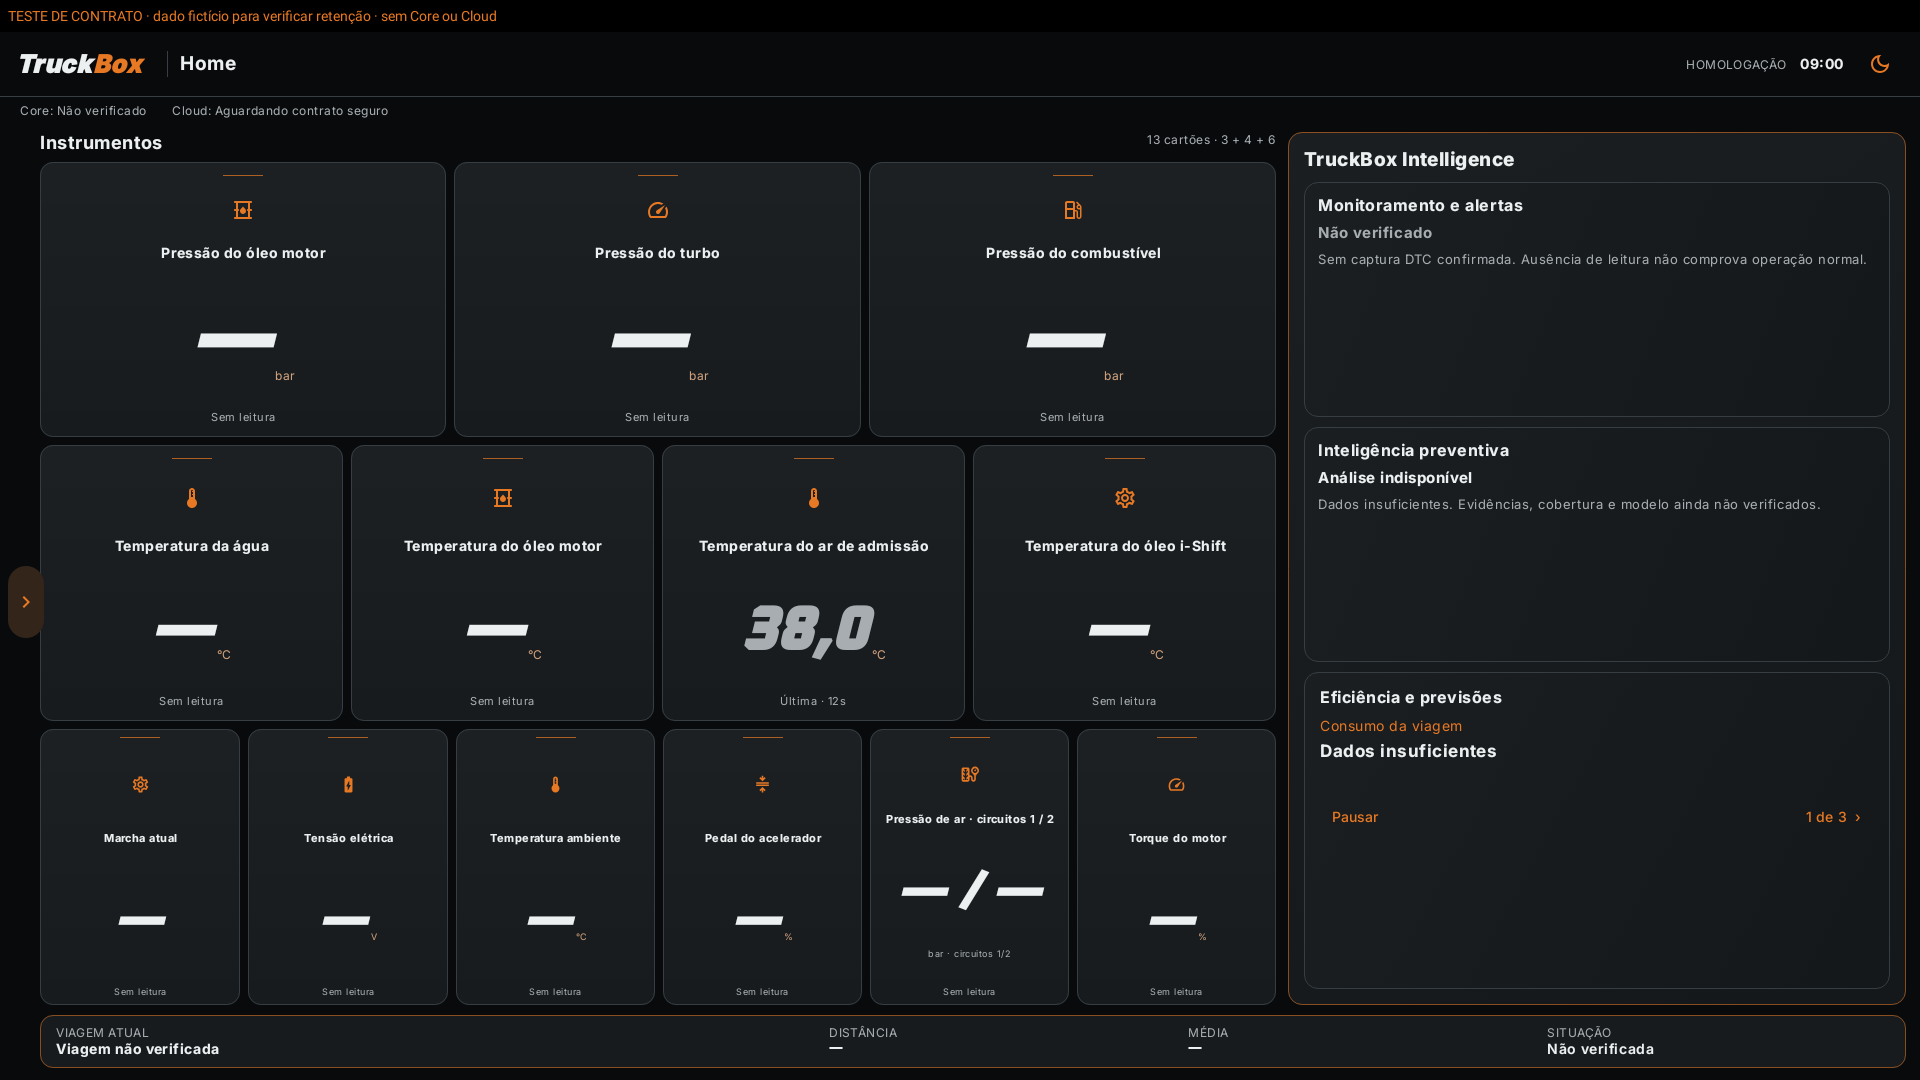 TESTE DE CONTRATO · dado fictício para verificar retenção · sem Core ou Cloud
TruckBox
Home
HOMOLOGAÇÃO 09:00
Core: Não verificado
Cloud: Aguardando contrato seguro
Instrumentos
13 cartões · 3 + 4 + 6
Pressão do óleo motor
—
bar
Sem leitura
Pressão do turbo
—
bar
Sem leitura
Pressão do combustível
—
bar
Sem leitura
Temperatura da água
—
°C
Sem leitura
Temperatura do óleo motor
—
°C
Sem leitura
Temperatura do ar de admissão
38,0
°C
Última · 12s
Temperatura do óleo i-Shift
—
°C
Sem leitura
Marcha atual
—
Sem leitura
Tensão elétrica
—
V
Sem leitura
Temperatura ambiente
—
°C
Sem leitura
Pedal do acelerador
—
%
Sem leitura
Pressão de ar · circuitos 1 / 2
— / —
bar · circuitos 1/2
Sem leitura
Torque do motor
—
%
Sem leitura
TruckBox Intelligence
Monitoramento e alertas
Não verificado
Sem captura DTC confirmada. Ausência de leitura não comprova operação normal.
Inteligência preventiva
Análise indisponível
Dados insuficientes. Evidências, cobertura e modelo ainda não verificados.
Eficiência e previsões
Consumo da viagem
Dados insuficientes
Pausar
1 de 3 ›
VIAGEM ATUAL
Viagem não verificada
DISTÂNCIA
—
MÉDIA
—
SITUAÇÃO
Não verificada